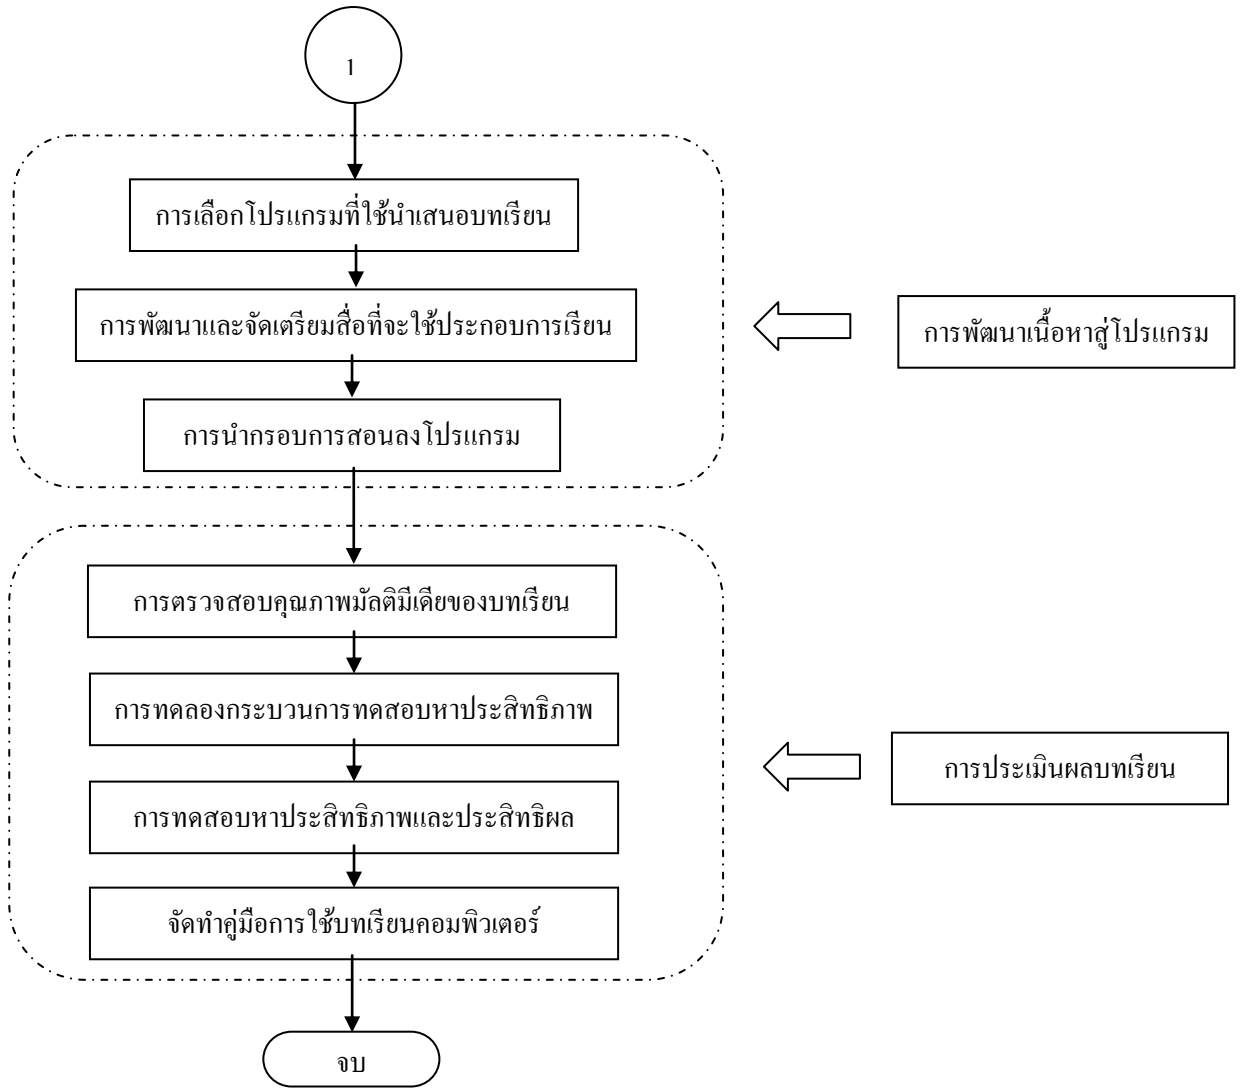 1
การเลือกโปรแกรมที่ใช้นำเสนอบทเรียน
การพัฒนาและจัดเตรียมสื่อที่จะใช้ประกอบการเรียน
การพัฒนาเนื้อหาสู่โปรแกรม
การนำกรอบการสอนลงโปรแกรม
การตรวจสอบคุณภาพมัลติมีเดียของบทเรียน
การทดลองกระบวนการทดสอบหาประสิทธิภาพ
การประเมินผลบทเรียน
การทดสอบหาประสิทธิภาพและประสิทธิผล
จัดทำคู่มือการใช้บทเรียนคอมพิวเตอร์
จบ